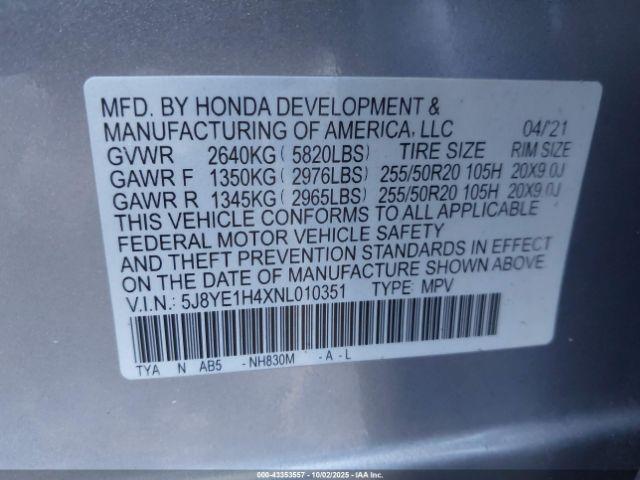 MFD. BY HONDA DEVELOPMENT &
MANUFACTURING OF AMERICA, LLC 04/'21
GVWR 2640KG ( 5820LBS) TIRE SIZE RIM SIZE
GAWR F 1350KG ( 2976LBS) 255/50R20 105H 20X9.0J
GAWR R 1345KG ( 2965LBS) 255/50R20 105H 20X9.0J
THIS VEHICLE CONFORMS TO ALL APPLICABLE
FEDERAL MOTOR VEHICLE SAFETY
AND THEFT PREVENTION STANDARDS IN EFFECT
ON THE DATE OF MANUFACTURE SHOWN ABOVE.
V.I.N.: 5J8YE1H4XNL010351 TYPE: MPV
TYA N AB5 -NH830M -A-L
00-43353557 - 10/02/2025 - IAAI.COM